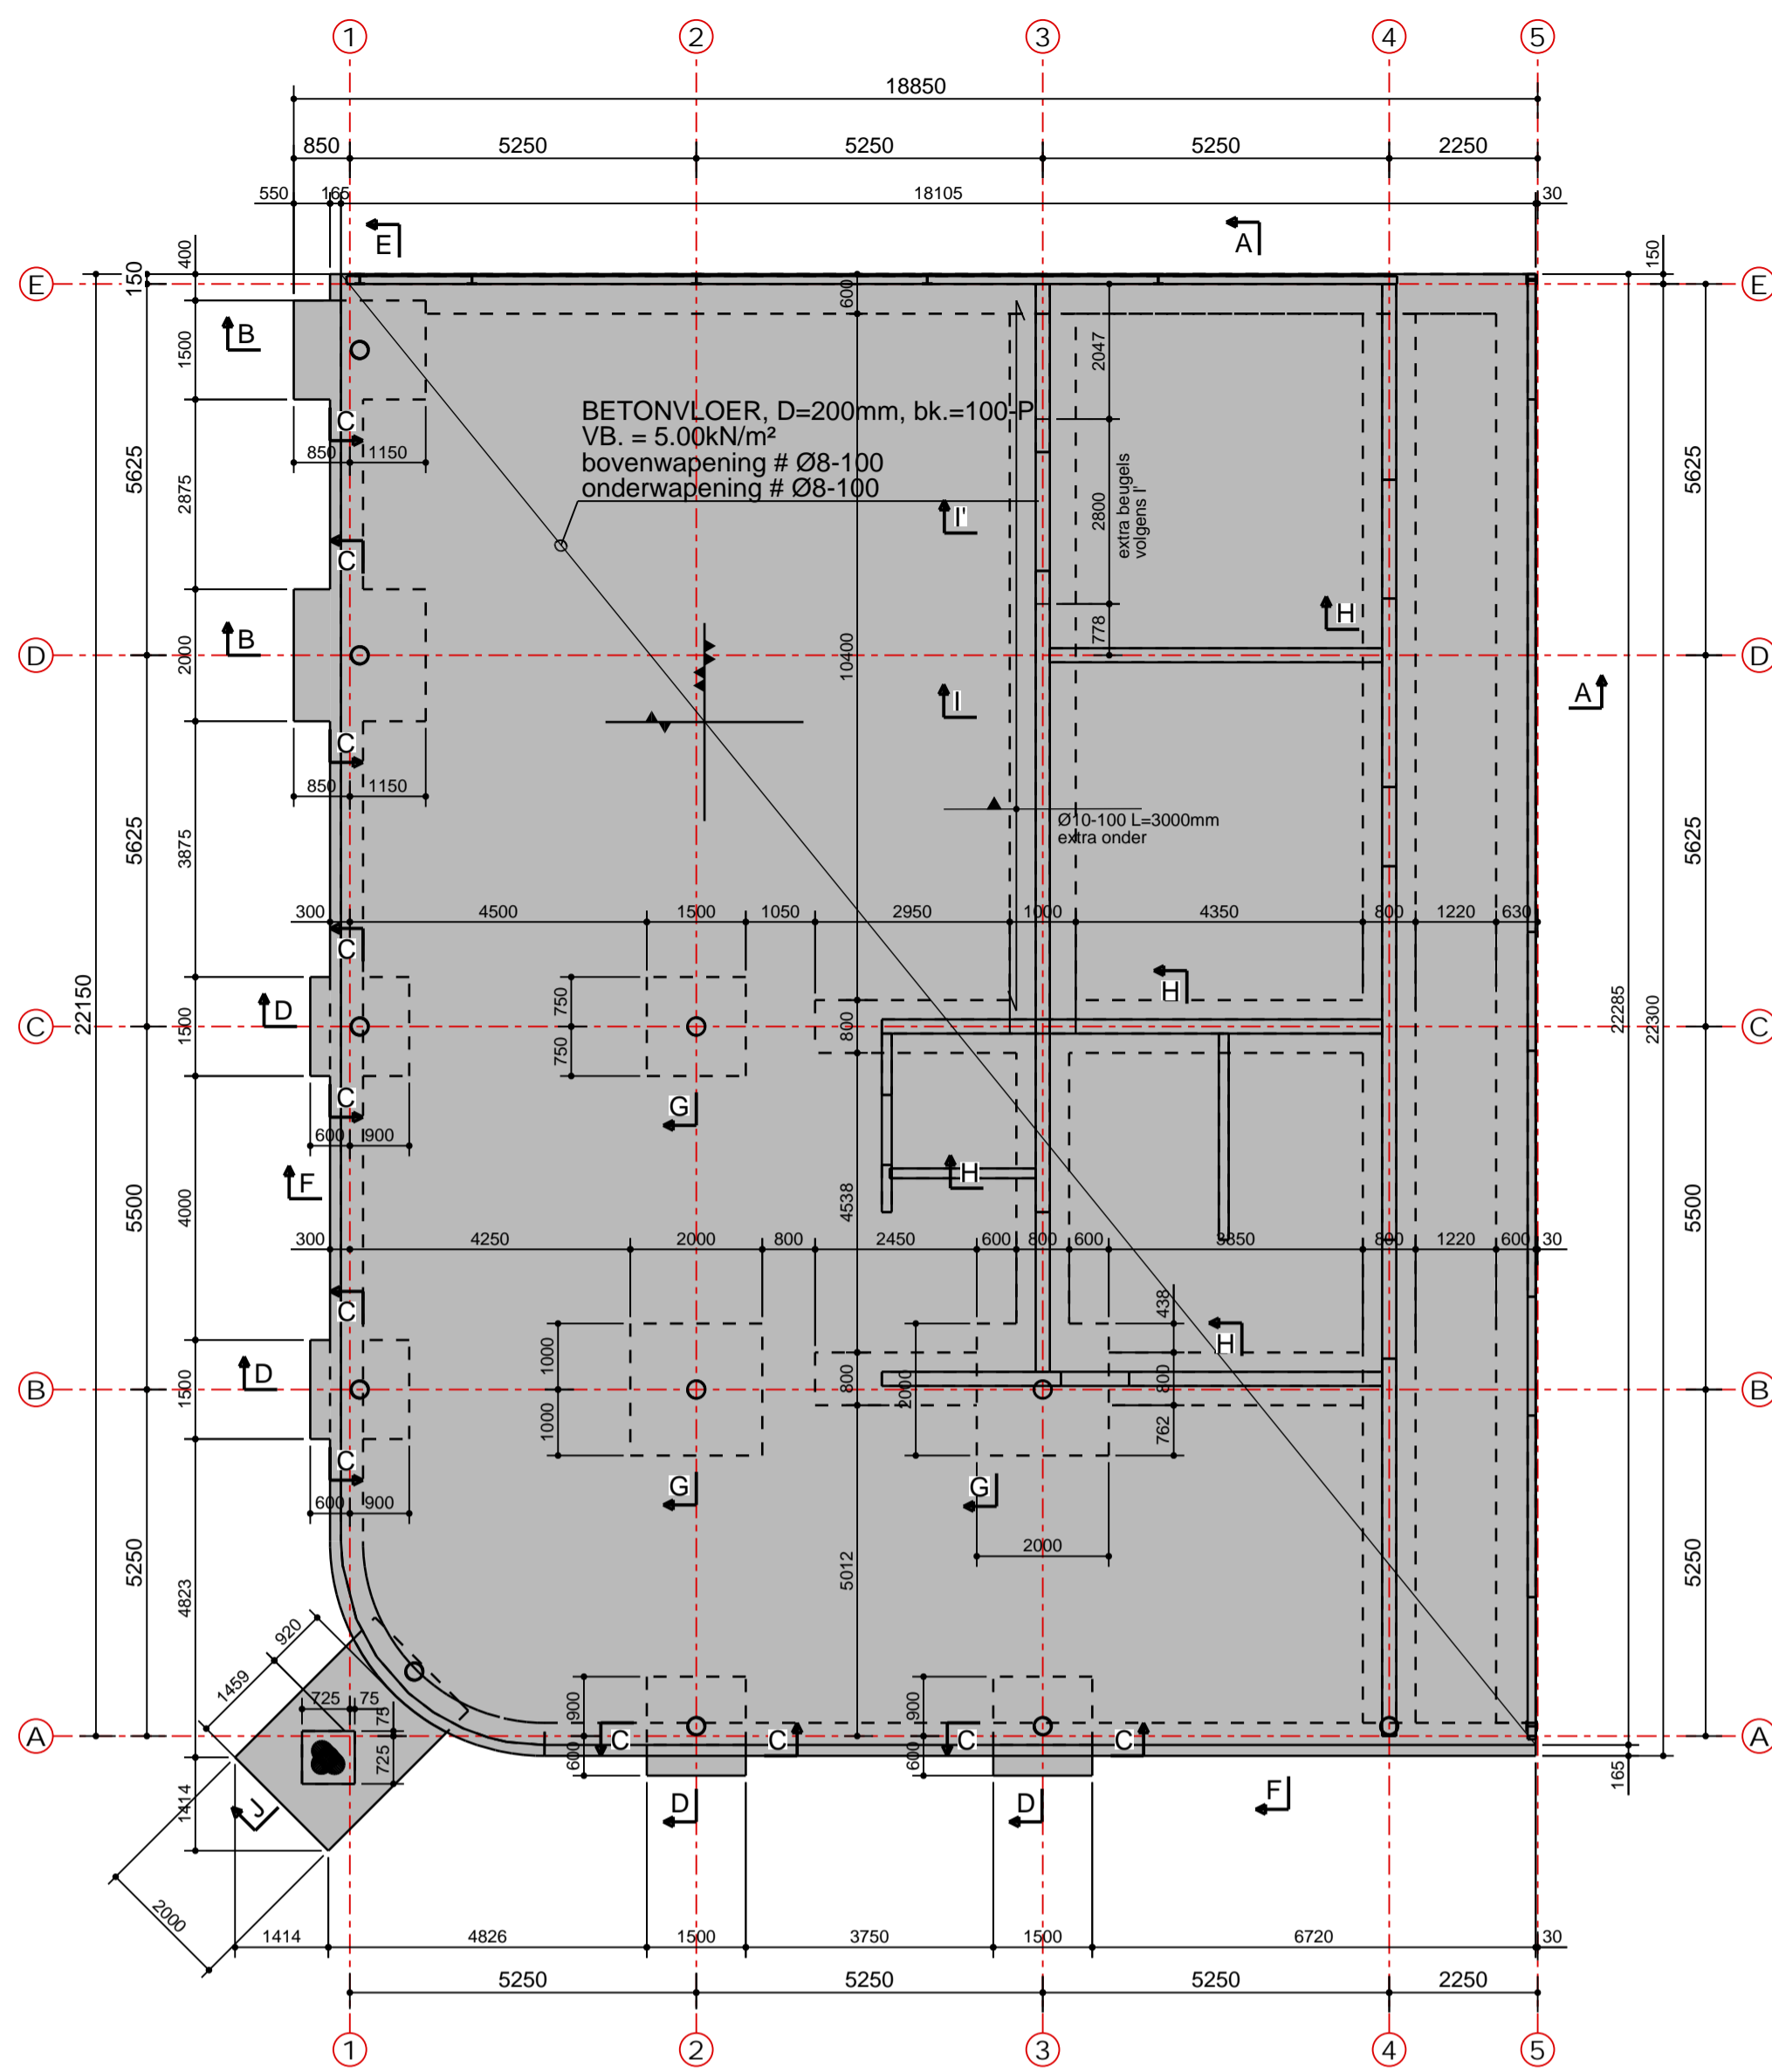 1 2 3 4 5
18850
850 5250 5250 5250 2250
550 165 18105 30
E A
400 150 150
E E
600
B
1500 2047
BETONVLOER, D=200mm, bk.=100-P
VB. = 5.00kN/m²
bovenwapening # Ø8-100
onderwapening # Ø8-100
C
850 1150
5625 2875 5625
2800 extra beugels
volgens I'
I'
C
H
778
B
D 2000 10400 D
I A
C
850 1150
5625 3875 5625
Ø10-100 L=3000mm
extra onder
300 4500 1500 1050 2950 1000 4350 800 1220 630
C
H
22150 22285 22300
D 750
C 1500 800 C
750
C G
600 900
F H
5500 4000 4538 5500
300 4250 2000 800 2450 600 800 600 3850 800 1220 600 30
C 438
H
1000 2000
D 800 800
B 1500 B
1000 762
C G G
600 900
2000
5250 4823 5012 5250
920
1459
725 75 75 900 900
A C C C C A
725 600 600
165
1414 J D D F
2000
1414 4826 1500 3750 1500 6720 30
5250 5250 5250 2250
1 2 3 4 5